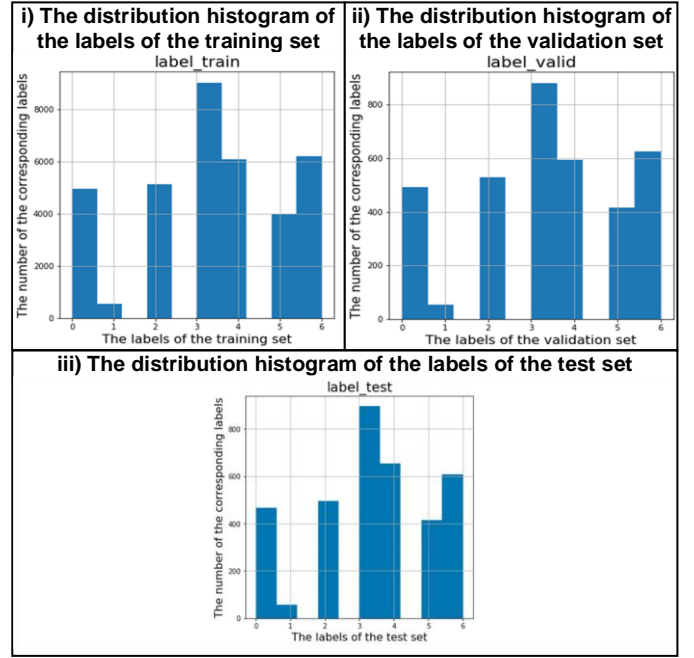 i) The distribution histogram of
the labels of the training set
label_train
The number of the corresponding labels
8000
6000
4000
2000
0
0 1 2 3 4 5 6
The labels of the training set
ii) The distribution histogram of
the labels of the validation set
label_valid
The number of the corresponding labels
800
600
400
200
0
0 1 2 3 4 5 6
The labels of the validation set
iii) The distribution histogram of the labels of the test set
label_test
The number of the corresponding labels
800
600
400
200
0
0 1 2 3 4 5 6
The labels of the test set